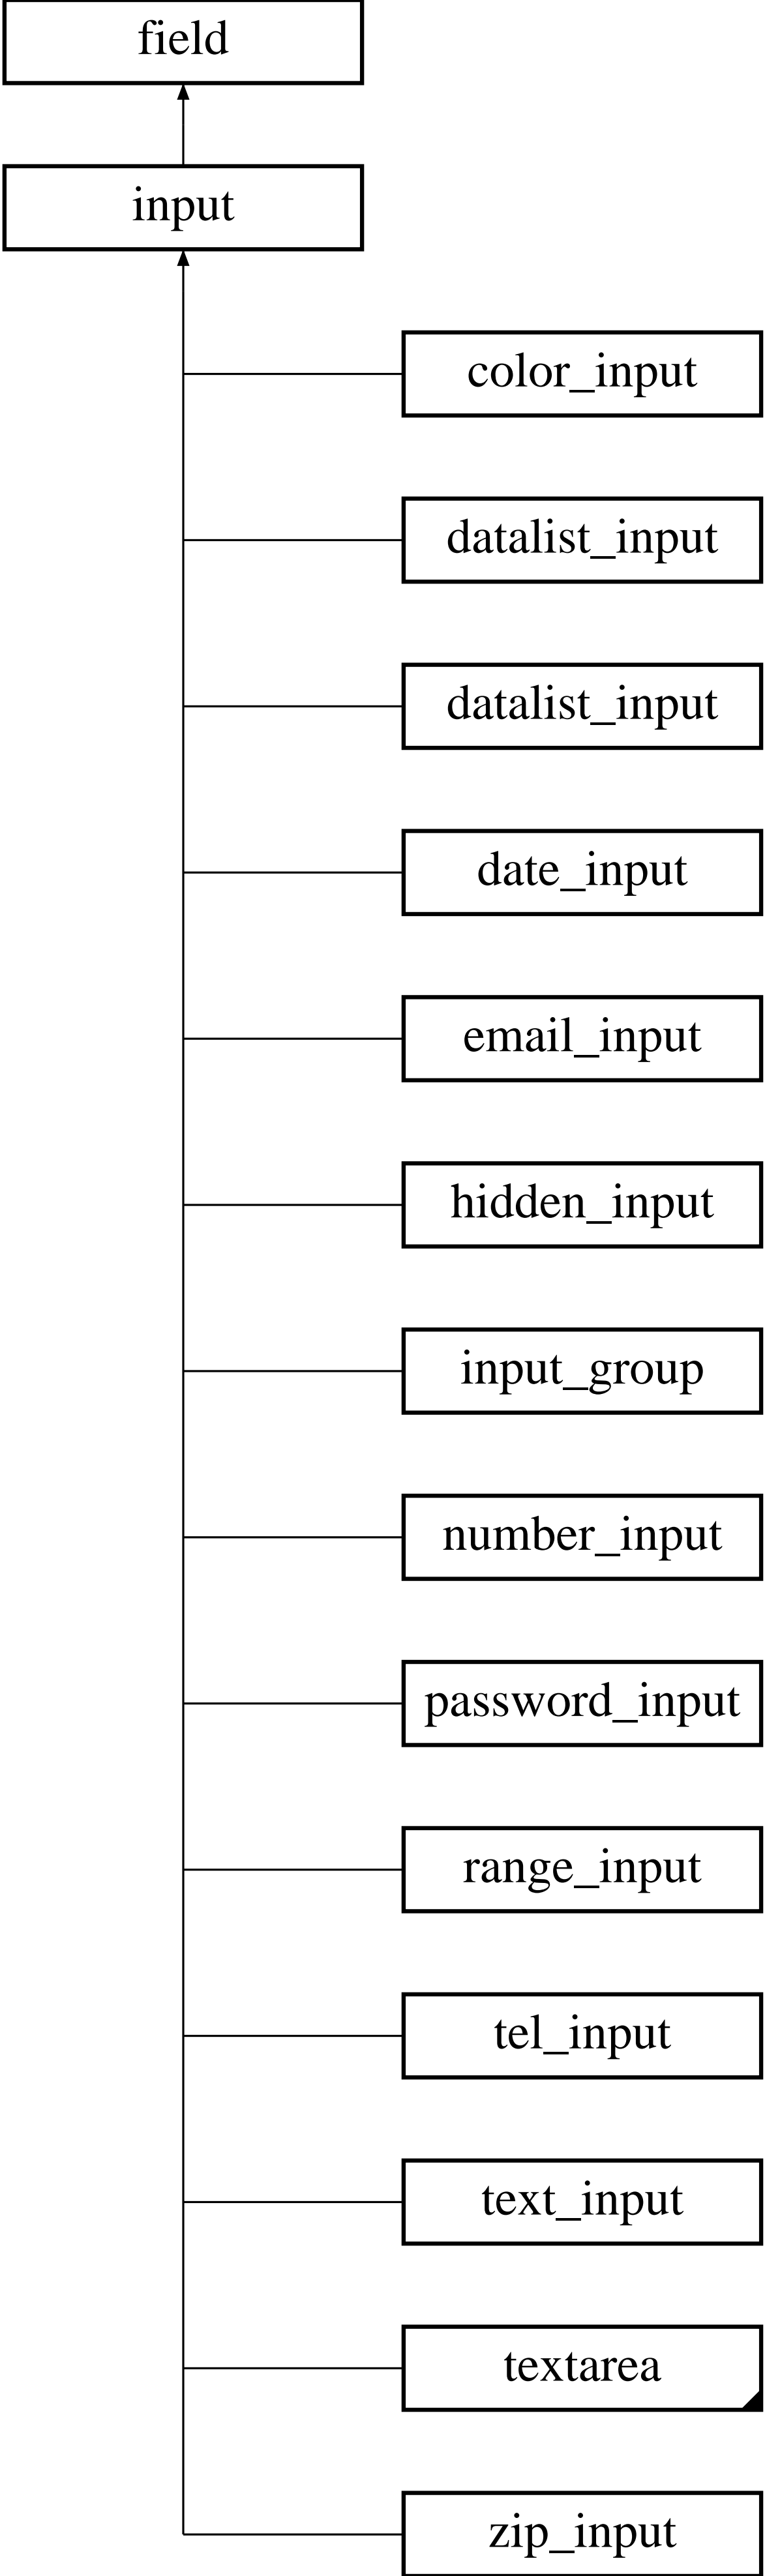 field
input
color_input
datalist_input
datalist_input
date_input
email_input
hidden_input
input_group
number_input
password_input
range_input
tel_input
text_input
textarea
zip_input